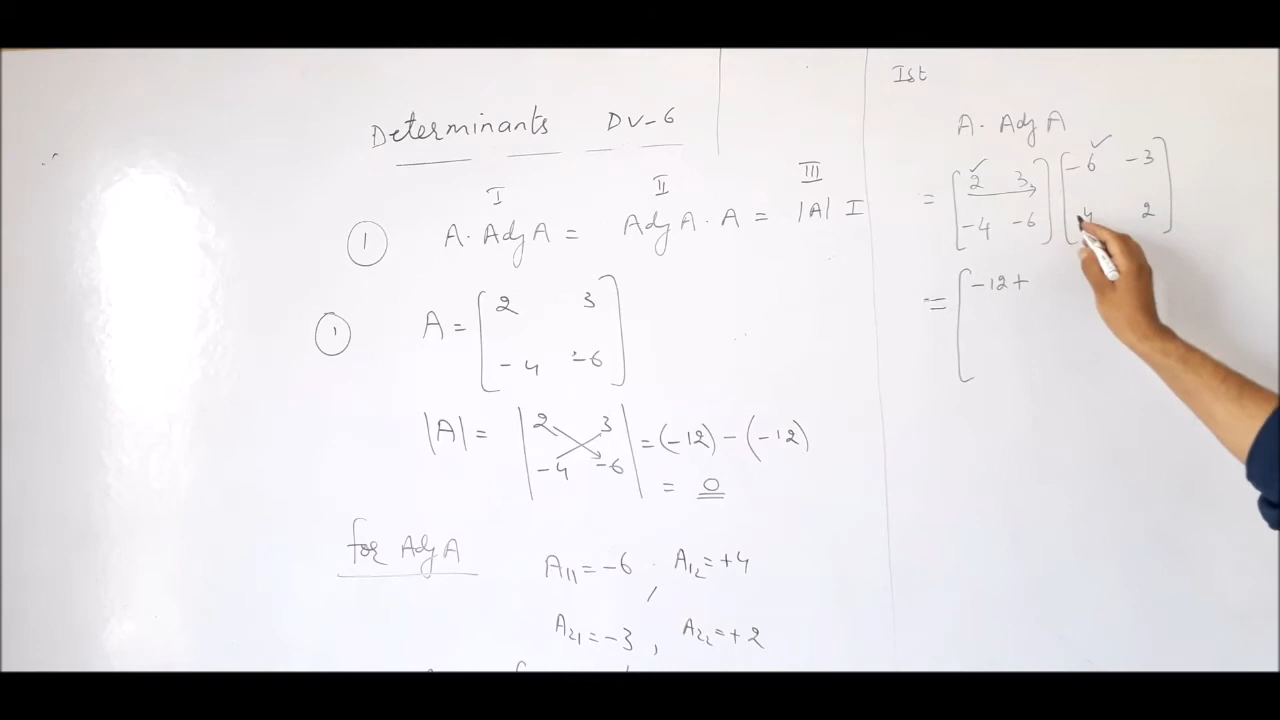 Determinants DV-6
I II III
① A. Adj A = Adj A . A = |A| I
① A = [ 2 3
-4 -6 ]
|A| = | 2 3
-4 -6 | = (-12) - (-12)
= 0
for Adj A
A₁₁ = -6 , A₁₂ = +4
A₂₁ = -3 , A₂₂ = +2
Ist
A. Adj A
= [ 2 3 [ -6 -3
-4 -6 ] 4 2 ]
= [ -12 +